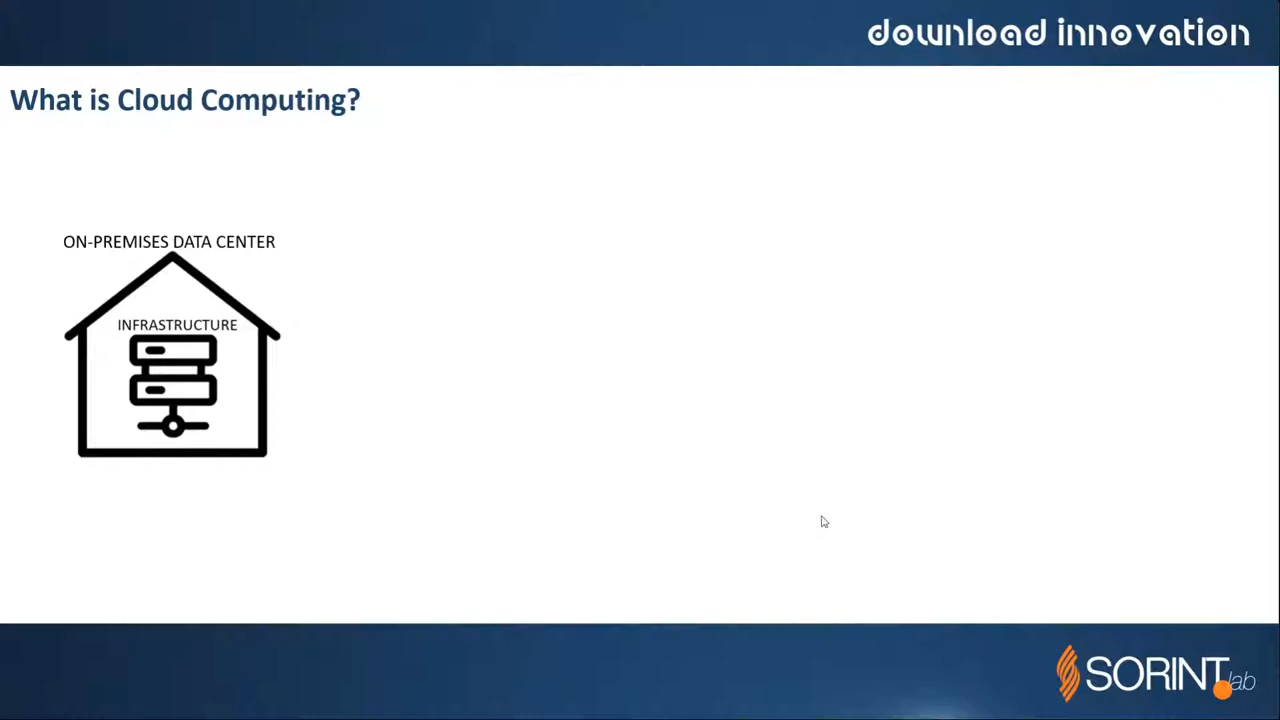 download innovation
What is Cloud Computing?
ON-PREMISES DATA CENTER
INFRASTRUCTURE
SORINT.lab